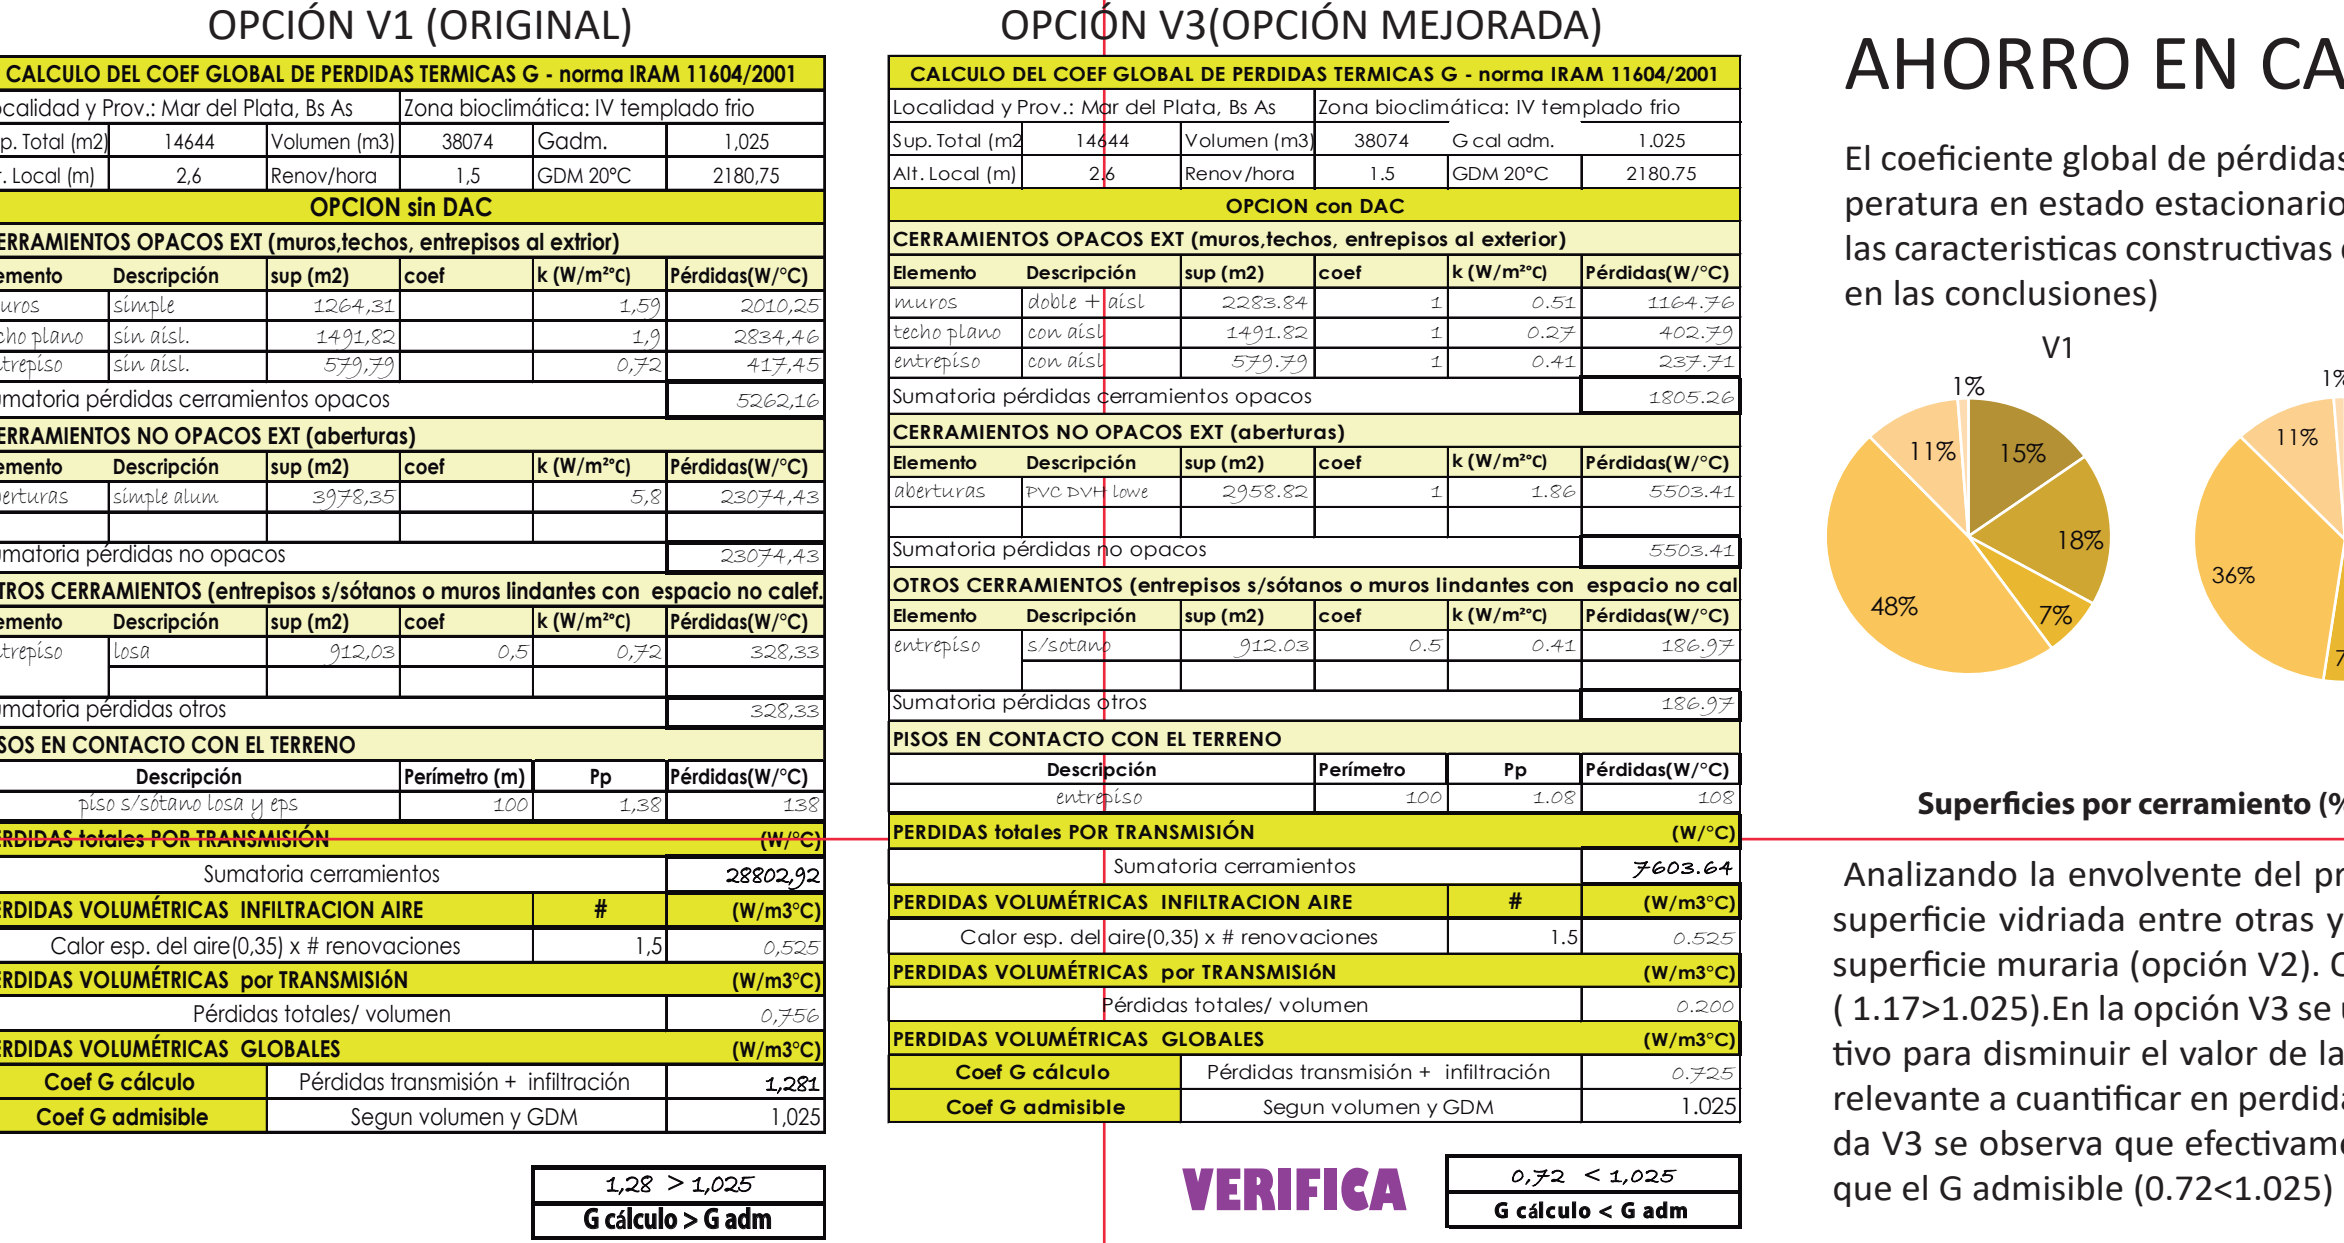 OPCIÓN V1 (ORIGINAL)
CALCULO DEL COEF GLOBAL DE PERDIDAS TERMICAS G - norma IRAM 11604/2001
ocalidad y Prov.: Mar del Plata, Bs As Zona bioclimática: IV templado frio
p. Total (m2) 14644 Volumen (m3) 38074 Gadm. 1,025
. Local (m) 2,6 Renov/hora 1,5 GDM 20°C 2180,75
OPCION sin DAC
ERRAMIENTOS OPACOS EXT (muros,techos, entrepisos al extrior)
emento Descripción sup (m2) coef k (W/m²°C) Pérdidas(W/°C)
uros simple 1264,31 1,59 2010,25
cho plano sin aisl. 1491,82 1,9 2834,46
trepiso sin aisl. 579,79 0,72 417,45
umatoria pérdidas cerramientos opacos 5262,16
ERRAMIENTOS NO OPACOS EXT (aberturas)
emento Descripción sup (m2) coef k (W/m²°C) Pérdidas(W/°C)
erturas simple alum 3978,35 5,8 23074,43
umatoria pérdidas no opacos 23074,43
TROS CERRAMIENTOS (entrepisos s/sótanos o muros lindantes con espacio no calef.
emento Descripción sup (m2) coef k (W/m²°C) Pérdidas(W/°C)
trepiso losa 912,03 0,5 0,72 328,33
umatoria pérdidas otros 328,33
SOS EN CONTACTO CON EL TERRENO
Descripción Perímetro (m) Pp Pérdidas(W/°C)
piso s/sótano losa y eps 100 1,38 138
ERDIDAS totales POR TRANSMISIÓN (W/°C)
Sumatoria cerramientos 28802,92
ERDIDAS VOLUMÉTRICAS INFILTRACION AIRE # (W/m3°C)
Calor esp. del aire(0,35) x # renovaciones 1,5 0,525
ERDIDAS VOLUMÉTRICAS por TRANSMISIóN (W/m3°C)
Pérdidas totales/ volumen 0,756
ERDIDAS VOLUMÉTRICAS GLOBALES (W/m3°C)
Coef G cálculo Pérdidas transmisión + infiltración 1,281
Coef G admisible Segun volumen y GDM 1,025
1,28 > 1,025
G cálculo > G adm
OPCIÓN V3(OPCIÓN MEJORADA)
CALCULO DEL COEF GLOBAL DE PERDIDAS TERMICAS G - norma IRAM 11604/2001
Localidad y Prov.: Mar del Plata, Bs As Zona bioclimática: IV templado frio
Sup. Total (m2 14644 Volumen (m3) 38074 G cal adm. 1.025
Alt. Local (m) 2.6 Renov/hora 1.5 GDM 20°C 2180.75
OPCION con DAC
CERRAMIENTOS OPACOS EXT (muros,techos, entrepisos al exterior)
Elemento Descripción sup (m2) coef k (W/m²°C) Pérdidas(W/°C)
muros doble + aisl 2283.84 1 0.51 1164.76
techo plano con aisl 1491.82 1 0.27 402.79
entrepiso con aisl 579.79 1 0.41 237.71
Sumatoria pérdidas cerramientos opacos 1805.26
CERRAMIENTOS NO OPACOS EXT (aberturas)
Elemento Descripción sup (m2) coef k (W/m²°C) Pérdidas(W/°C)
aberturas PVC DVH lowe 2958.82 1 1.86 5503.41
Sumatoria pérdidas no opacos 5503.41
OTROS CERRAMIENTOS (entrepisos s/sótanos o muros lindantes con espacio no cal
Elemento Descripción sup (m2) coef k (W/m²°C) Pérdidas(W/°C)
entrepiso s/sotano 912.03 0.5 0.41 186.97
Sumatoria pérdidas otros 186.97
PISOS EN CONTACTO CON EL TERRENO
Descripción Perímetro Pp Pérdidas(W/°C)
entrepiso 100 1.08 108
PERDIDAS totales POR TRANSMISIÓN (W/°C)
Sumatoria cerramientos 7603.64
PERDIDAS VOLUMÉTRICAS INFILTRACION AIRE # (W/m3°C)
Calor esp. del aire(0,35) x # renovaciones 1.5 0.525
PERDIDAS VOLUMÉTRICAS por TRANSMISIóN (W/m3°C)
Pérdidas totales/ volumen 0.200
PERDIDAS VOLUMÉTRICAS GLOBALES (W/m3°C)
Coef G cálculo Pérdidas transmisión + infiltración 0.725
Coef G admisible Segun volumen y GDM 1.025
VERIFICA
0,72 < 1,025
G cálculo < G adm
AHORRO EN CA
El coeficiente global de pérdidas
peratura en estado estacionario
las caracteristicas constructivas
en las conclusiones)
V1
1% 1%
11% 15% 11%
18%
36%
48% 7%
7
Superficies por cerramiento (%
Analizando la envolvente del pr
superficie vidriada entre otras y
superficie muraria (opción V2).
( 1.17>1.025).En la opción V3 se
tivo para disminuir el valor de la
relevante a cuantificar en perdida
da V3 se observa que efectivame
que el G admisible (0.72<1.025)